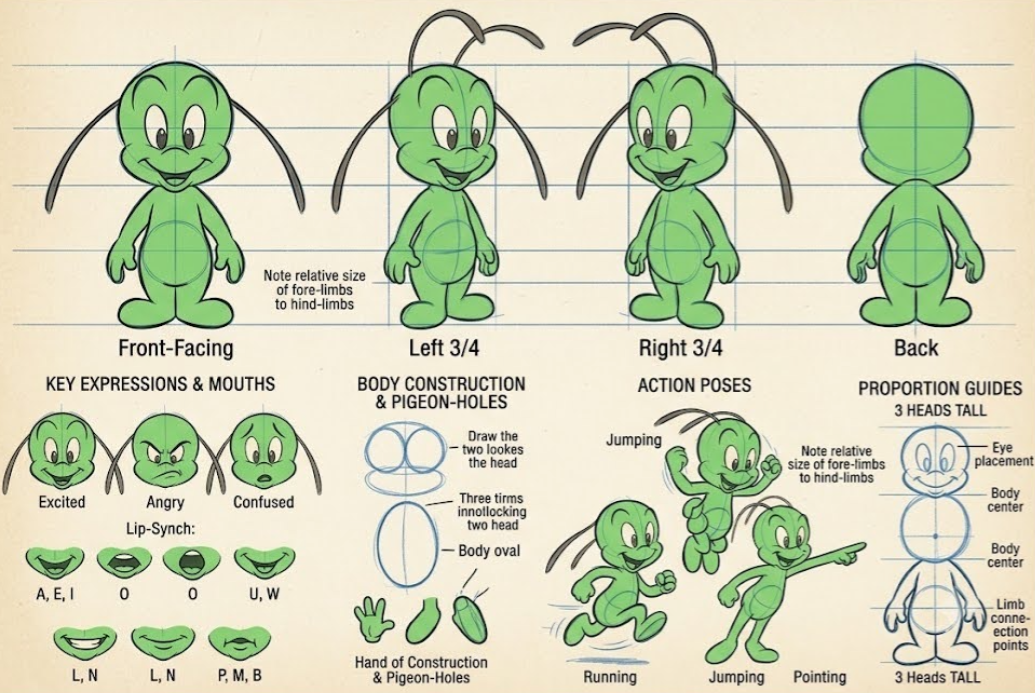 Note relative size
of fore-limbs
to hind-limbs
Front-Facing
Left 3/4
Right 3/4
Back
KEY EXPRESSIONS & MOUTHS
Excited
Angry
Confused
Lip-Synch:
A, E, I
O
O
U, W
L, N
L, N
P, M, B
BODY CONSTRUCTION
& PIGEON-HOLES
Draw the
two lookes
the head
Three tirms
innotlocking
two head
Body oval
Hand of Construction
& Pigeon-Holes
ACTION POSES
Jumping
Note relative
size of fore-limbs
to hind-limbs
Running
Jumping
Pointing
PROPORTION GUIDES
3 HEADS TALL
Eye
placement
Body
center
Body
center
Limb
conne-
ection
points
3 Heads TALL